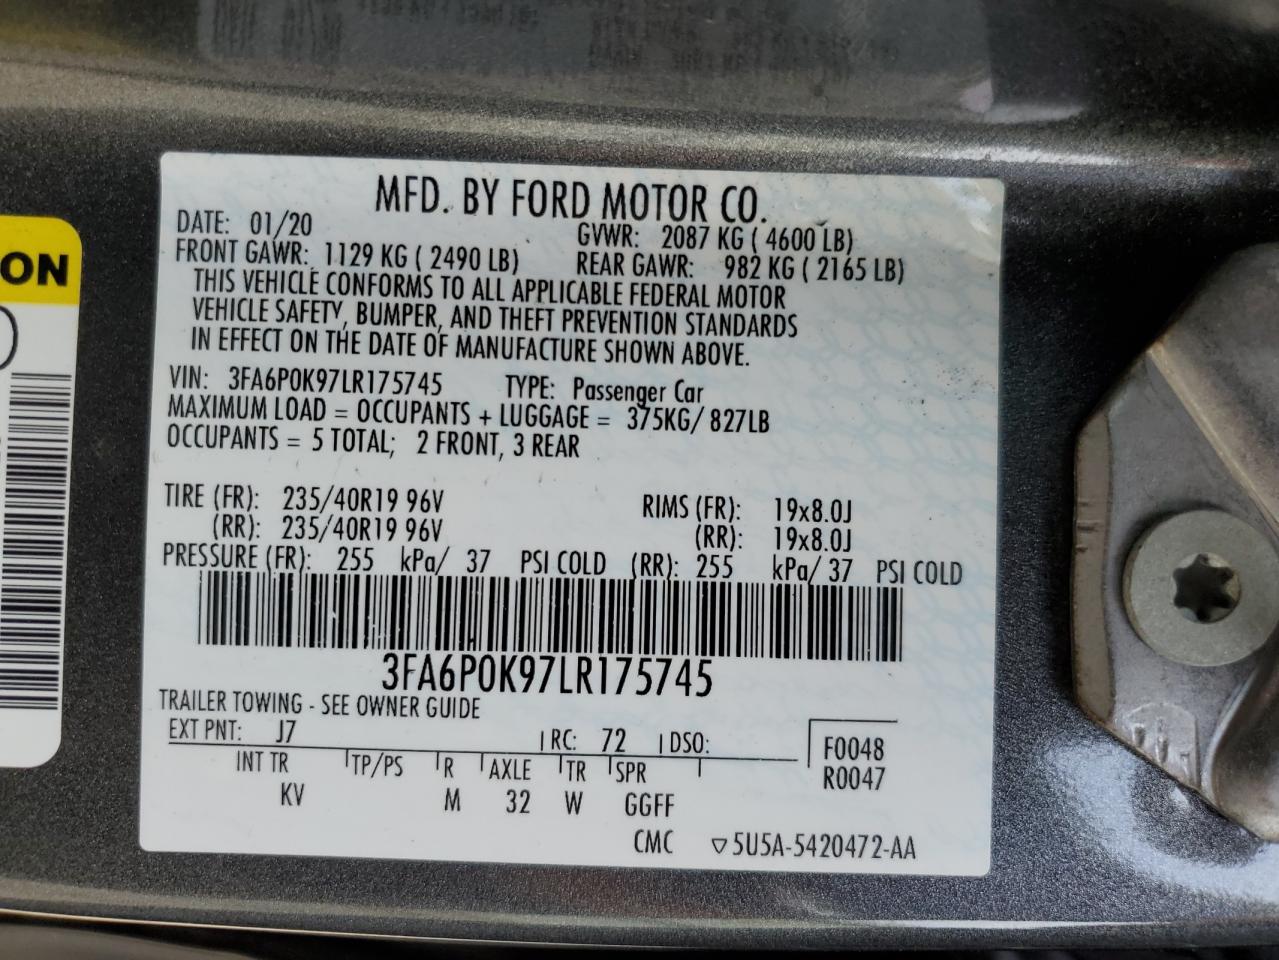 MFD. BY FORD MOTOR CO.
DATE: 01/20 GVWR: 2087 KG ( 4600 LB)
FRONT GAWR: 1129 KG ( 2490 LB) REAR GAWR: 982 KG ( 2165 LB)
THIS VEHICLE CONFORMS TO ALL APPLICABLE FEDERAL MOTOR
VEHICLE SAFETY, BUMPER, AND THEFT PREVENTION STANDARDS
IN EFFECT ON THE DATE OF MANUFACTURE SHOWN ABOVE.
VIN: 3FA6P0K97LR175745 TYPE: Passenger Car
MAXIMUM LOAD = OCCUPANTS + LUGGAGE = 375KG/ 827LB
OCCUPANTS = 5 TOTAL; 2 FRONT, 3 REAR
TIRE (FR): 235/40R19 96V RIMS (FR): 19x8.0J
(RR): 235/40R19 96V (RR): 19x8.0J
PRESSURE (FR): 255 kPa/ 37 PSI COLD (RR): 255 kPa/ 37 PSI COLD
3FA6P0K97LR175745
TRAILER TOWING - SEE OWNER GUIDE
EXT PNT: J7 RC: 72 DSO: F0048
INT TR TP/PS R AXLE TR SPR R0047
KV M 32 W GGFF
CMC ▽5U5A-5420472-AA
ON